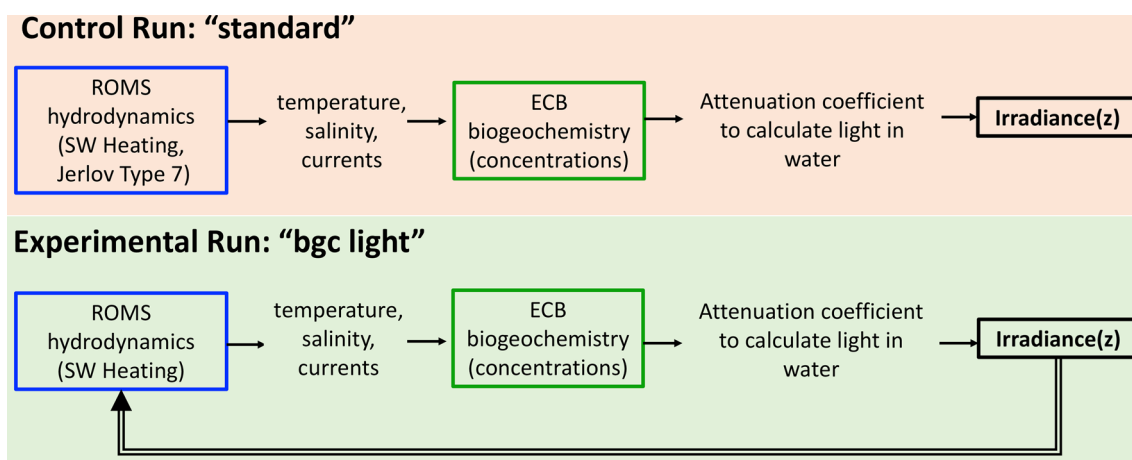 Control Run: “standard”
ROMS
hydrodynamics
(SW Heating,
Jerlov Type 7)
temperature,
salinity,
currents
ECB
biogeochemistry
(concentrations)
Attenuation coefficient
to calculate light in
water
Irradiance(z)
Experimental Run: “bgc light”
ROMS
hydrodynamics
(SW Heating)
temperature,
salinity,
currents
ECB
biogeochemistry
(concentrations)
Attenuation coefficient
to calculate light in
water
Irradiance(z)